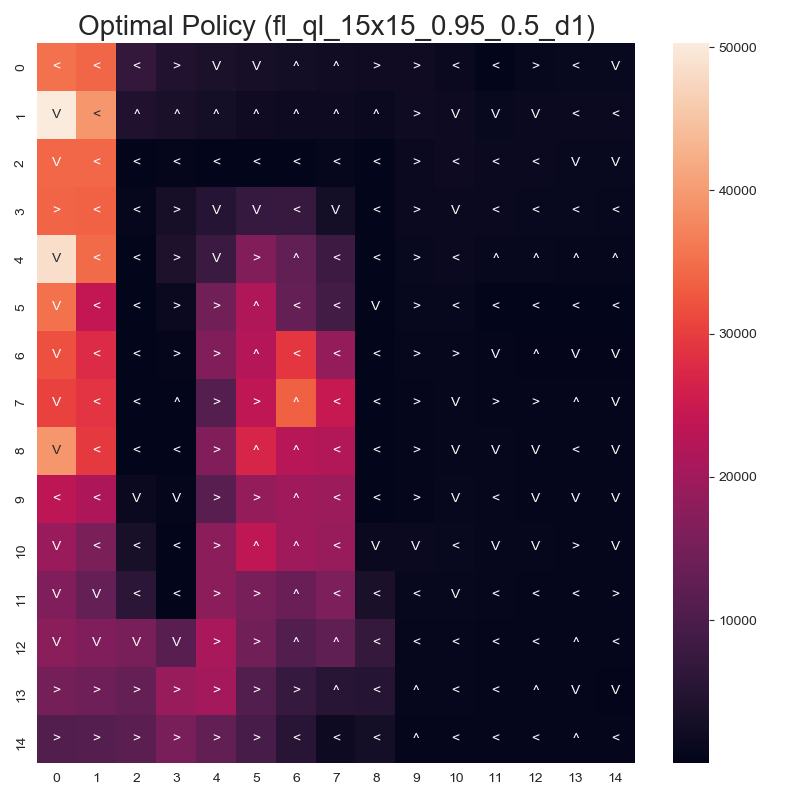 Optimal Policy (fl_ql_15x15_0.95_0.5_d1)
0 < < < > V V ^ ^ > > < < > < V
1 V < ^ ^ ^ ^ ^ ^ ^ > V V V < <
2 V < < < < < < < < > < < < V V
3 > < < > V V < V < > V < < < <
4 V < < > V > ^ < < > < ^ ^ ^ ^
5 V < < > > ^ < < V > < < < < <
6 V < < > > ^ < < < > > V ^ V V
7 V < < ^ > > ^ < < > V > > ^ V
8 V < < < > ^ ^ < < > V V V < V
9 < < V V > > ^ < < > V < V V V
10 V < < < > ^ ^ < V V < V V > V
11 V V < < > > ^ < < < V < < < >
12 V V V V > > ^ ^ < < < < < ^ <
13 > > > > > > > ^ < ^ < < ^ V V
14 > > > > > > < < < ^ < < < ^ <
0 1 2 3 4 5 6 7 8 9 10 11 12 13 14
50000
40000
30000
20000
10000